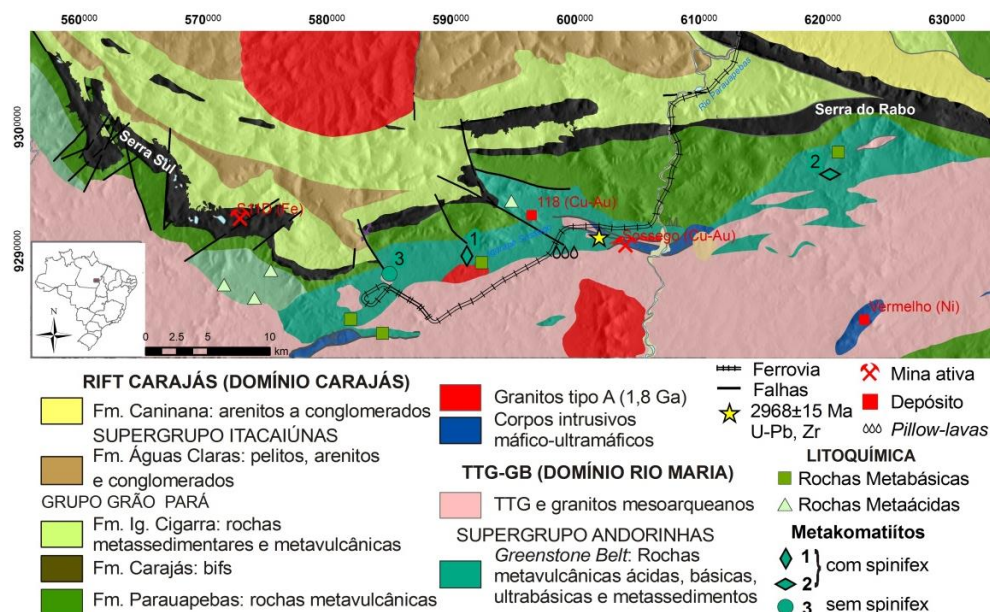 560000 570000 580000 590000 600000 610000 620000 630000
9300000
9290000
Rio Parauapebas
Serra do Rabo
Serra Sul
S11D (Fe)
118 (Cu-Au)
Sossego (Cu-Au)
Vermelho (Ni)
1
2
3
N
0 2.5 5 10
km
RIFT CARAJÁS (DOMÍNIO CARAJÁS)
Fm. Caninana: arenitos a conglomerados
SUPERGRUPO ITACAIÚNAS
Fm. Águas Claras: pelitos, arenitos
e conglomerados
GRUPO GRÃO PARÁ
Fm. Ig. Cigarra: rochas
metassedimentares e metavulcânicas
Fm. Carajás: bifs
Fm. Parauapebas: rochas metavulcânicas
Granitos tipo A (1,8 Ga)
Corpos intrusivos
máfico-ultramáficos
TTG-GB (DOMÍNIO RIO MARIA)
TTG e granitos mesoarqueanos
SUPERGRUPO ANDORINHAS
Greenstone Belt: Rochas
metavulcânicas ácidas, básicas,
ultrabásicas e metassedimentos
Ferrovia
Falhas
2968±15 Ma
U-Pb, Zr
Mina ativa
Depósito
Pillow-lavas
LITOQUÍMICA
Rochas Metabásicas
Rochas Metaácidas
Metakomatiítos
1
2
com spinifex
3 sem spinifex